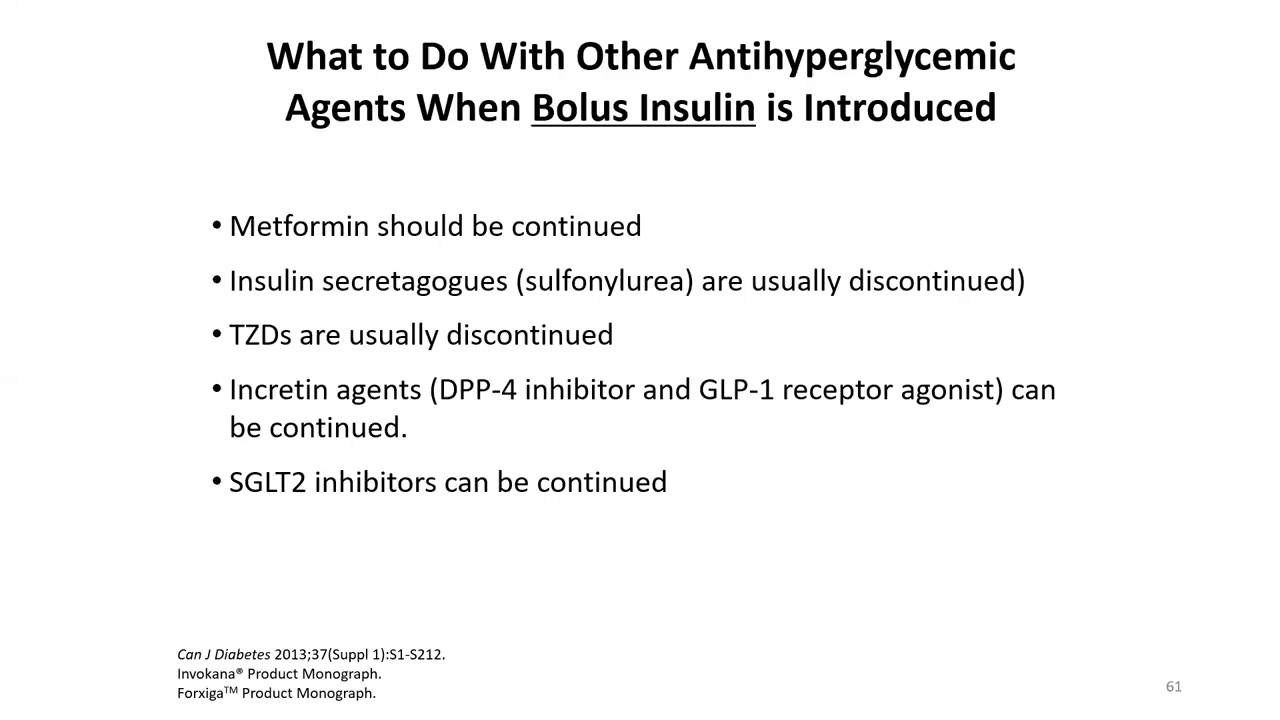 What to Do With Other Antihyperglycemic
Agents When Bolus Insulin is Introduced
• Metformin should be continued
• Insulin secretagogues (sulfonylurea) are usually discontinued)
• TZDs are usually discontinued
• Incretin agents (DPP-4 inhibitor and GLP-1 receptor agonist) can
be continued.
• SGLT2 inhibitors can be continued
Can J Diabetes 2013;37(Suppl 1):S1-S212.
Invokana® Product Monograph.
Forxiga™ Product Monograph.
61